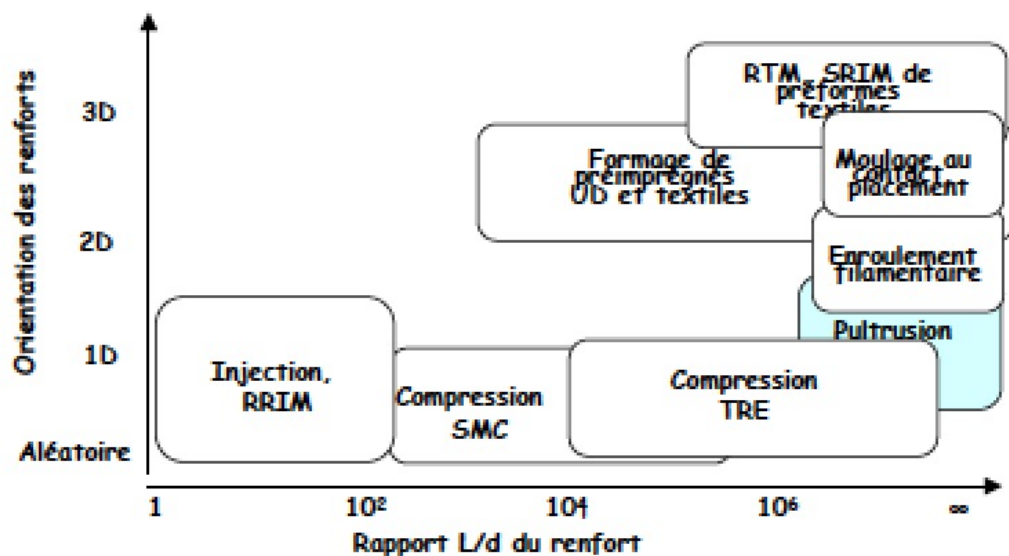 Orientation des renforts
3D
2D
1D
Aléatoire
RTM, SRIM de
préformes
textiles
Formage de
préimprégnés
UD et textiles
Moulage au
contact
placement
Enroulement
filamentaire
Pultrusion
Injection,
RRIM
Compression
SMC
Compression
TRE
1
10²
10⁴
10⁶
∞
Rapport L/d du renfort